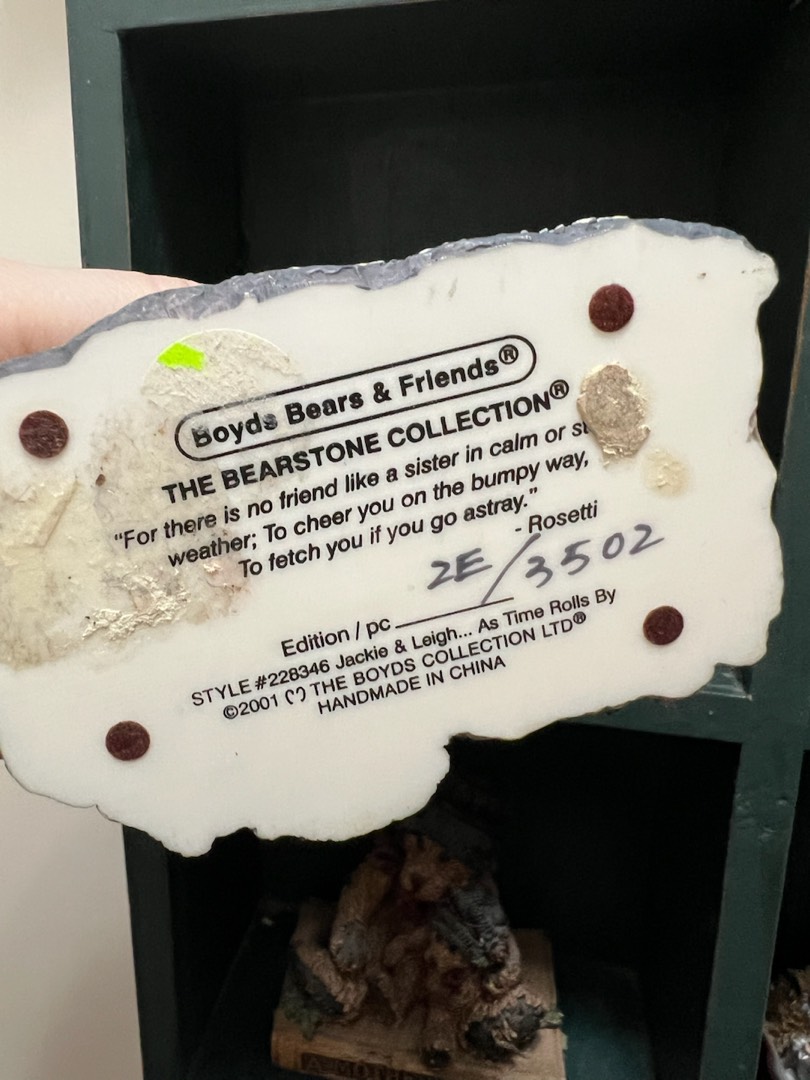 Boyds Bears & Friends®
THE BEARSTONE COLLECTION®
"For there is no friend like a sister in calm or
weather; To cheer you on the bumpy way,
To fetch you if you go astray."
- Rosetti
2E/3502
Edition / pc
STYLE #228346 Jackie & Leigh... As Time Rolls By
©2001 THE BOYDS COLLECTION LTD®
HANDMADE IN CHINA